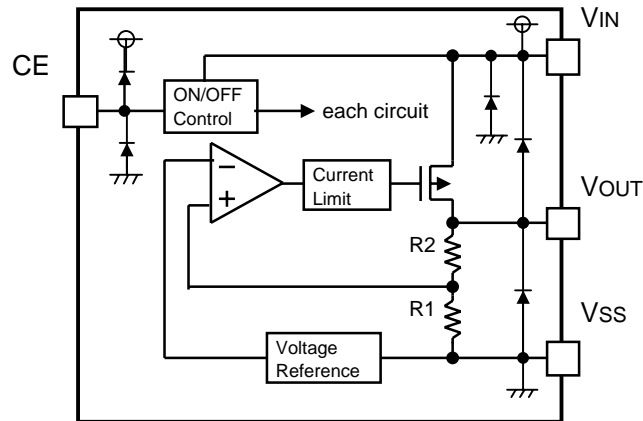 VIN
CE
ON/OFF
Control
each circuit
−
+
Current
Limit
VOUT
R2
R1
VSS
Voltage
Reference